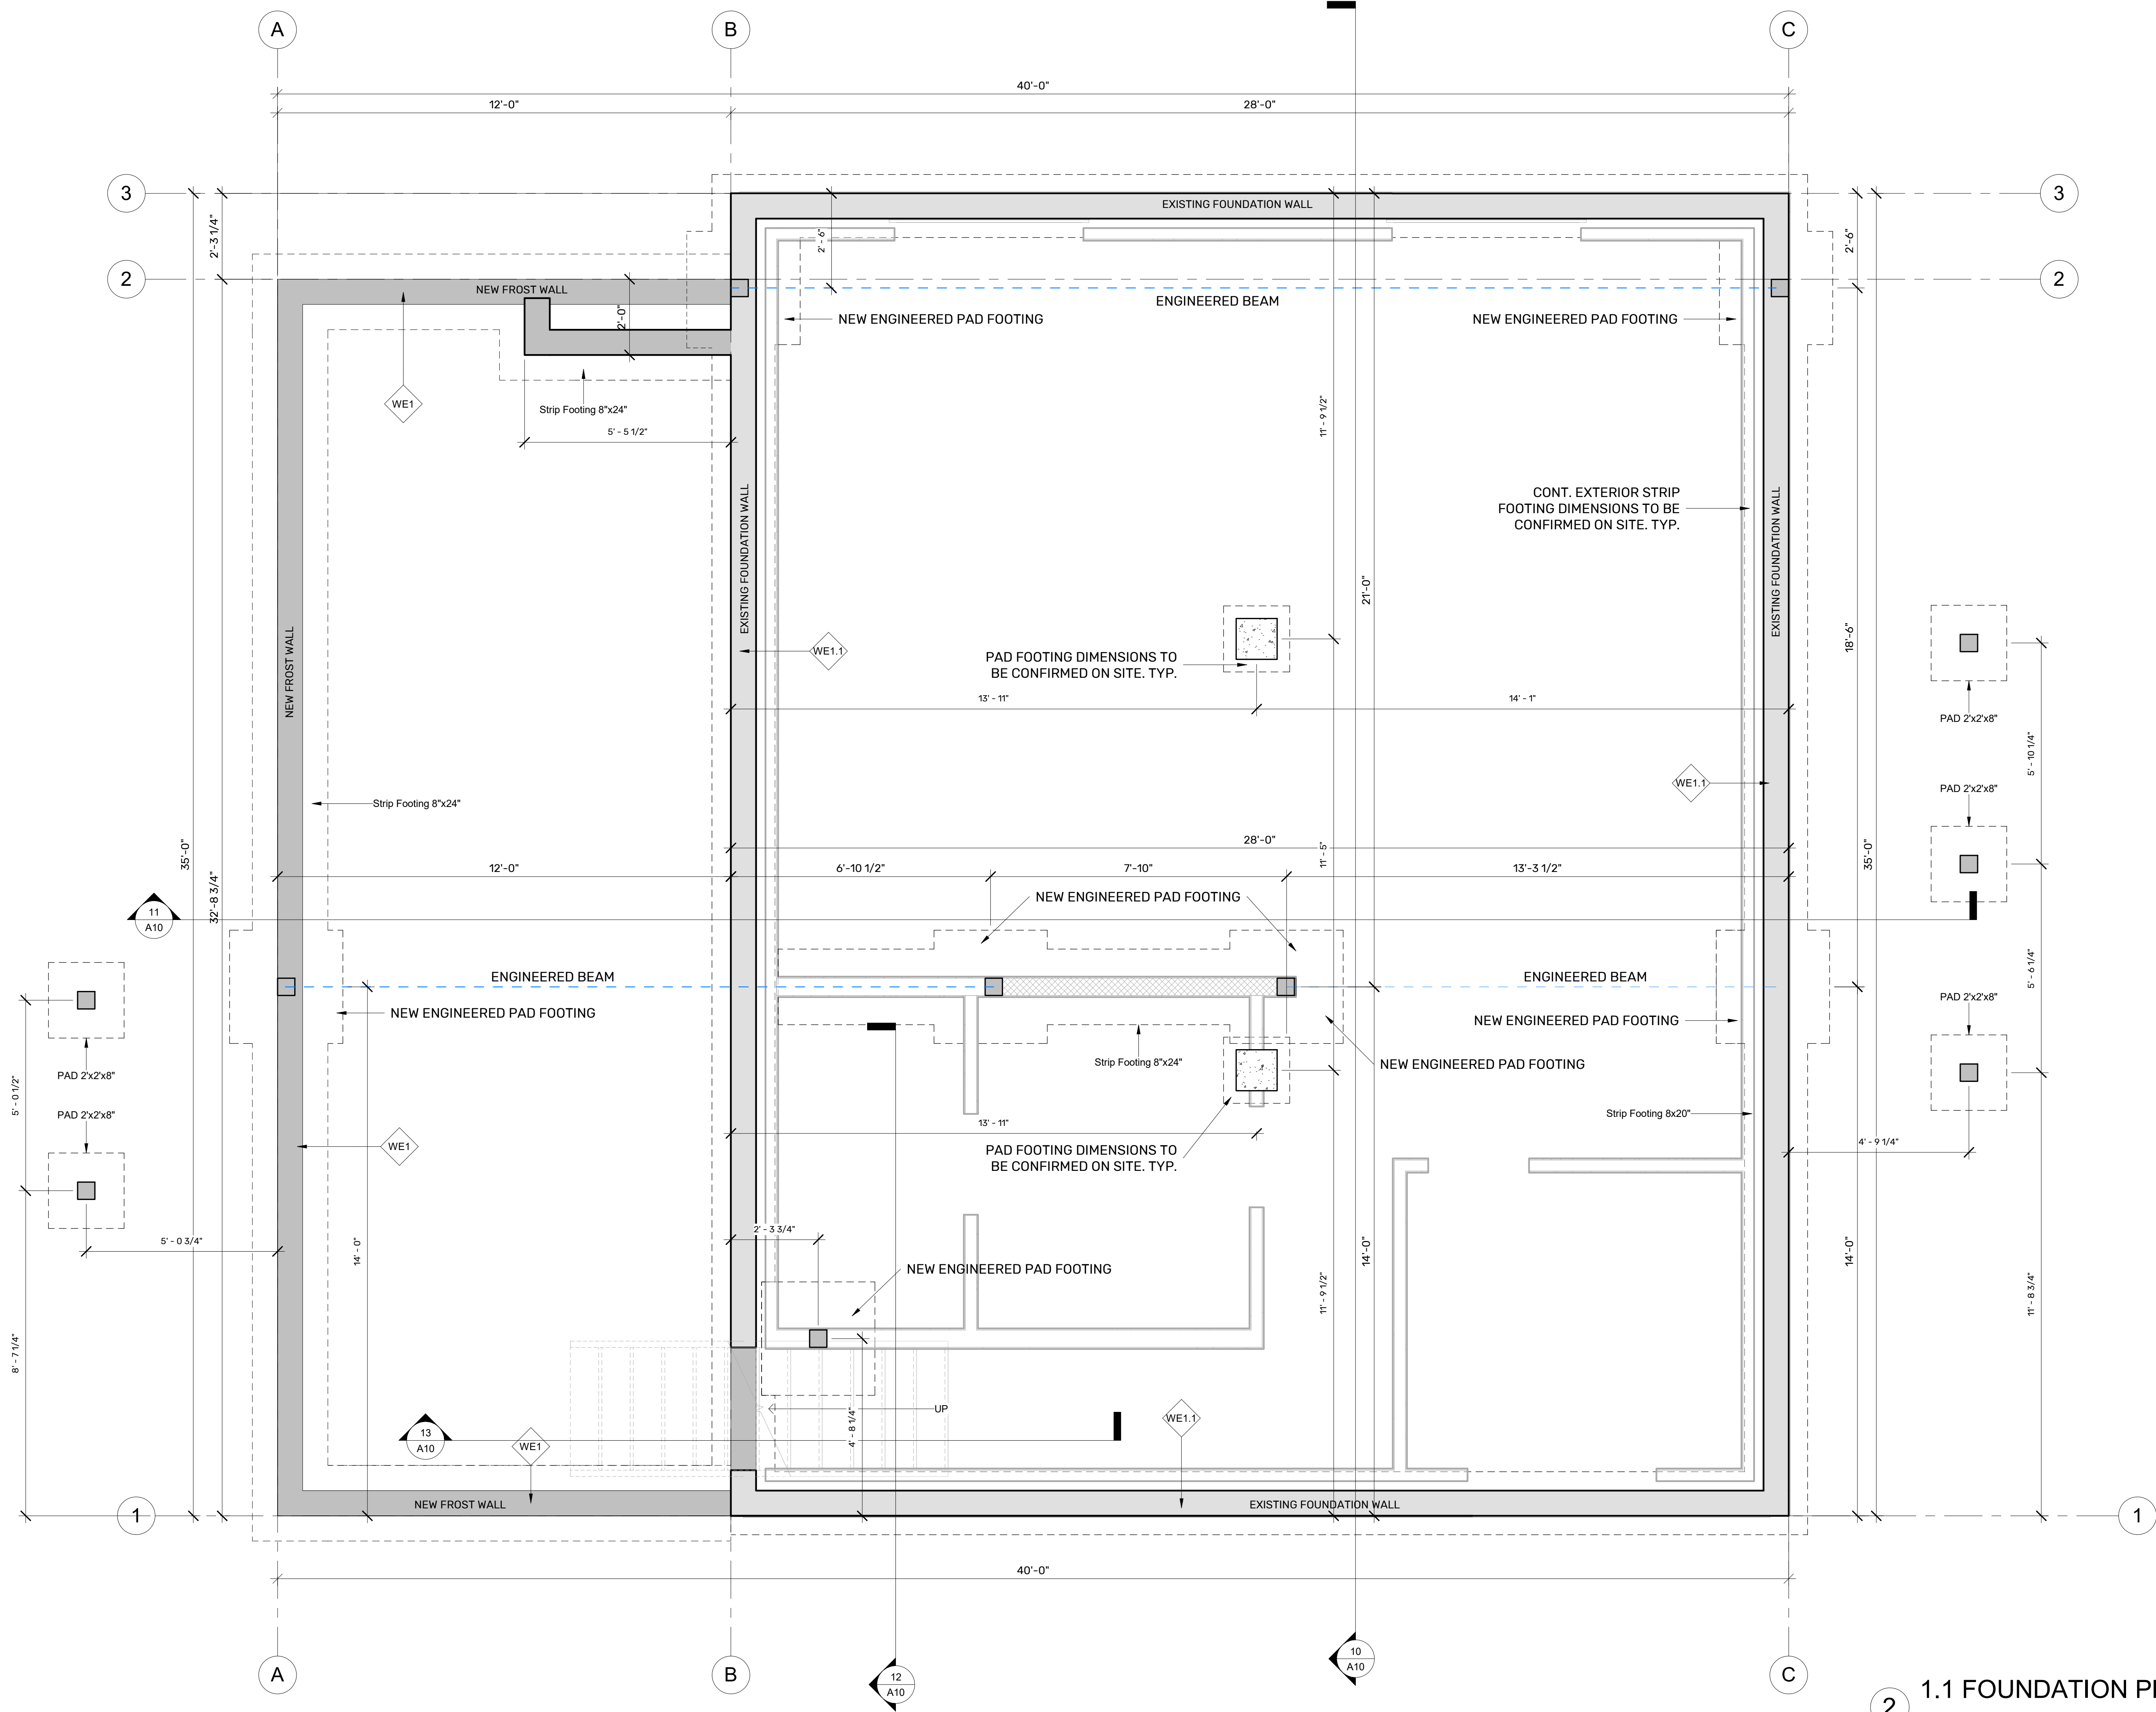 A
B
C
40'-0"
12'-0"
28'-0"
3
3
2'-3 1/4"
EXISTING FOUNDATION WALL
2' - 6"
2'-6"
2
2
NEW FROST WALL
ENGINEERED BEAM
2'-0"
NEW ENGINEERED PAD FOOTING
NEW ENGINEERED PAD FOOTING
WE1
Strip Footing 8"x24"
5' - 5 1/2"
11' - 9 1/2"
CONT. EXTERIOR STRIP
FOOTING DIMENSIONS TO BE
CONFIRMED ON SITE. TYP.
EXISTING FOUNDATION WALL
EXISTING FOUNDATION WALL
21'-0"
18'-6"
NEW FROST WALL
WE1.1
PAD FOOTING DIMENSIONS TO
BE CONFIRMED ON SITE. TYP.
13' - 11"
14' - 1"
PAD 2'x2'x8"
5' - 10 1/4"
WE1.1
PAD 2'x2'x8"
Strip Footing 8"x24"
35'-0"
28'-0"
11' - 5"
35'-0"
12'-0"
6'-10 1/2"
7'-10"
13'-3 1/2"
32'-8 3/4"
NEW ENGINEERED PAD FOOTING
11
A10
ENGINEERED BEAM
ENGINEERED BEAM
5' - 6 1/4"
PAD 2'x2'x8"
NEW ENGINEERED PAD FOOTING
NEW ENGINEERED PAD FOOTING
Strip Footing 8"x24"
NEW ENGINEERED PAD FOOTING
PAD 2'x2'x8"
5' - 0 1/2"
PAD 2'x2'x8"
13' - 11"
Strip Footing 8x20"
4' - 9 1/4"
WE1
PAD FOOTING DIMENSIONS TO
BE CONFIRMED ON SITE. TYP.
5' - 0 3/4"
14' - 0"
2' - 3 3/4"
NEW ENGINEERED PAD FOOTING
14'-0"
14'-0"
11' - 9 1/2"
11' - 8 3/4"
8' - 7 1/4"
UP
4' - 8 1/4"
13
A10
WE1
WE1.1
NEW FROST WALL
EXISTING FOUNDATION WALL
1
1
40'-0"
A
B
C
12
A10
10
A10
2
1.1 FOUNDATION